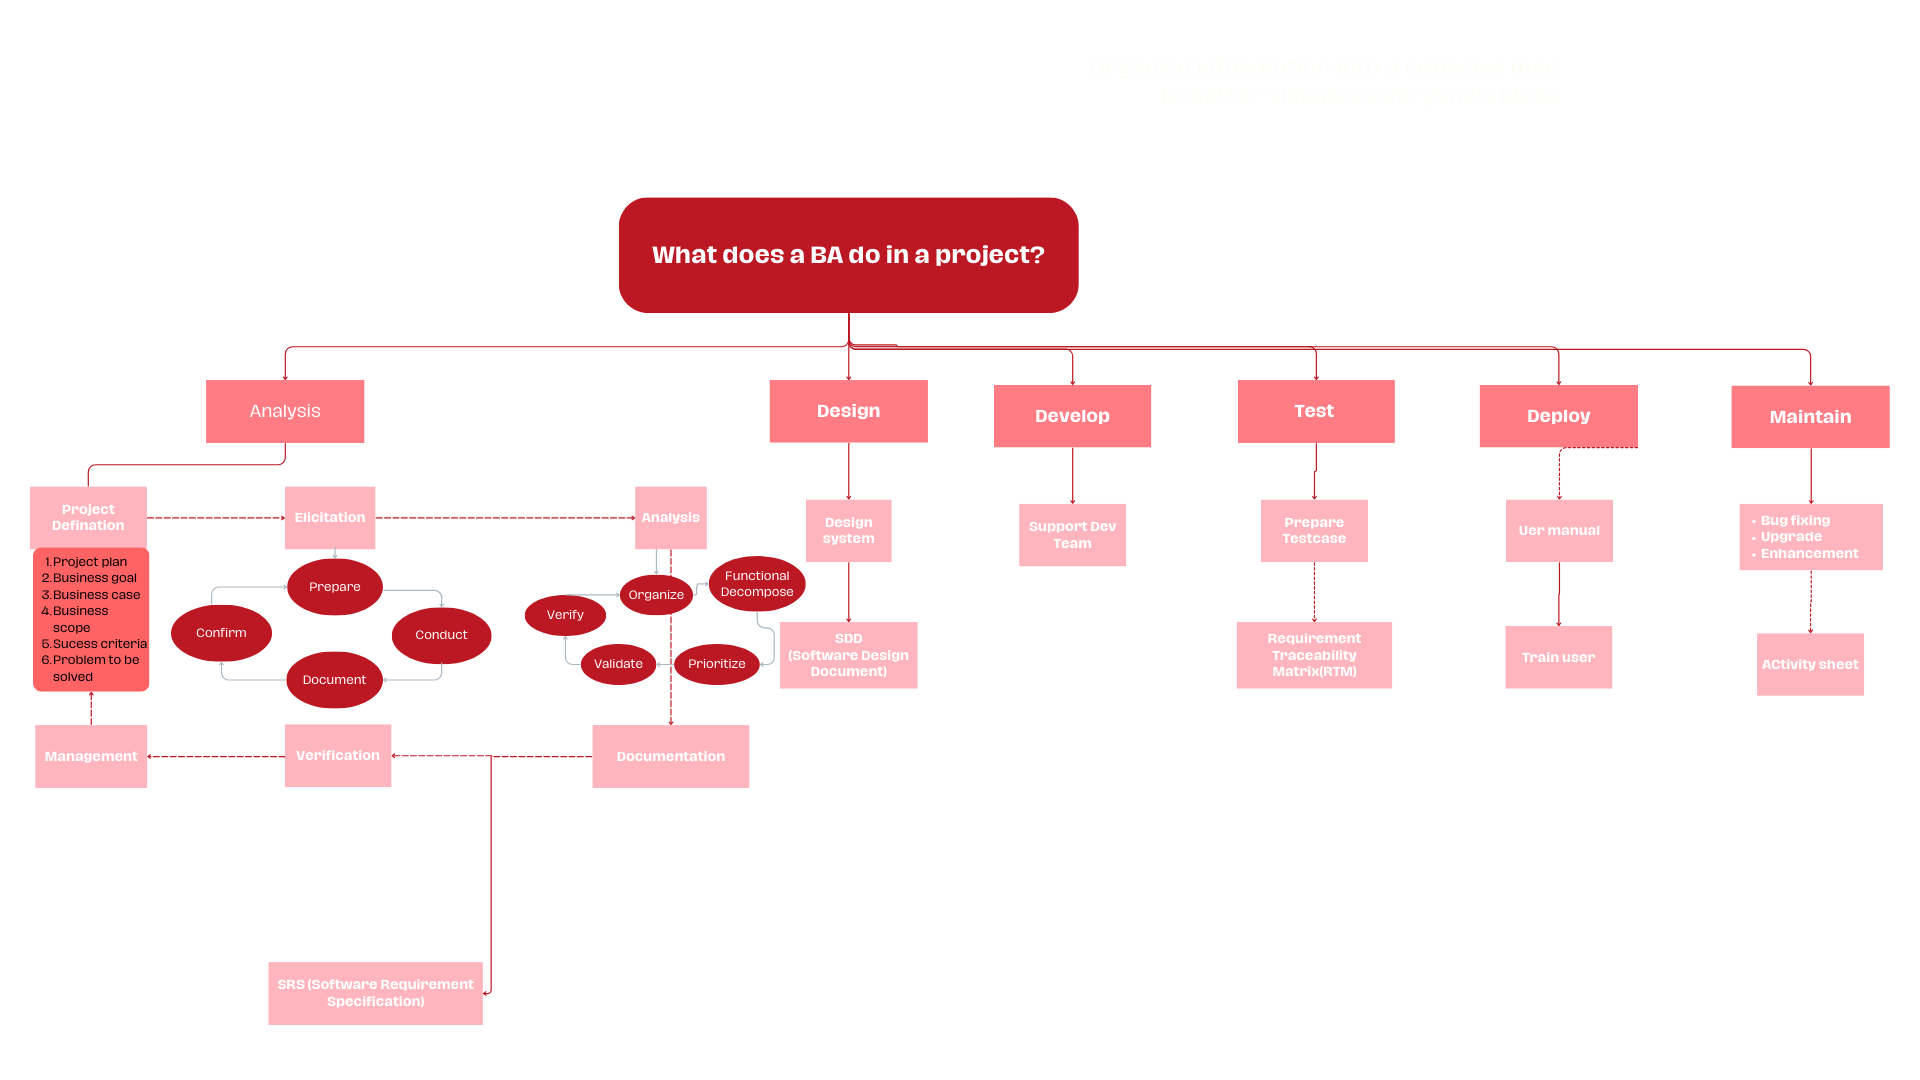 What does a BA do in a project?
Analysis
Design
Develop
Test
Deploy
Maintain
Project
Defination
Elicitation
Analysis
1.Project plan
2.Business goal
3.Business case
4.Business
scope
5.Sucess criteria
6.Problem to be
solved
Prepare
Conduct
Document
Confirm
Organize
Functional
Decompose
Prioritize
Validate
Verify
Management
Verification
Documentation
SRS (Software Requirement
Specification)
Design
system
SDD
(Software Design
Document)
Support Dev
Team
Prepare
Testcase
Requirement
Traceability
Matrix(RTM)
Uer manual
Train user
• Bug fixing
• Upgrade
• Enhancement
ACtivity sheet